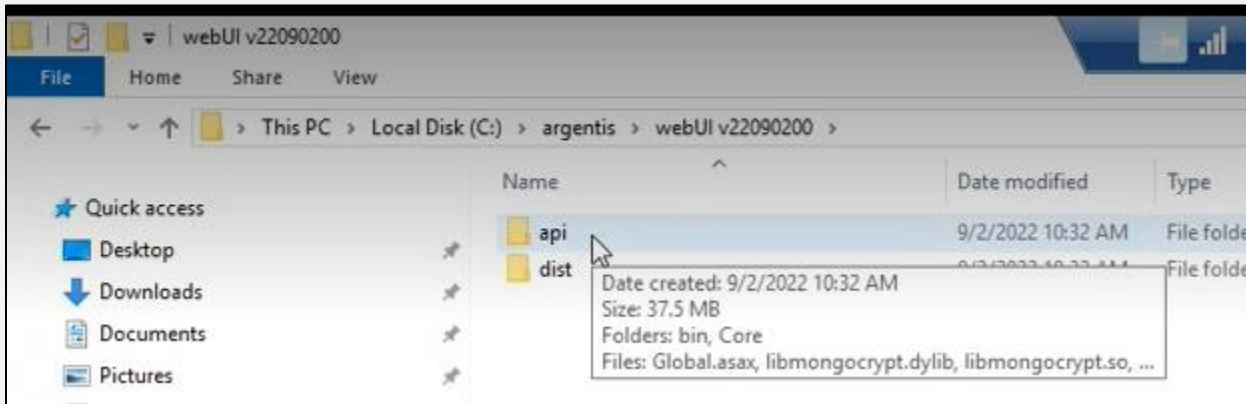 webUI v22090200
File Home Share View
This PC > Local Disk (C:) > argentis > webUI v22090200 >
Name Date modified Type
Quick access
Desktop
Downloads
Documents
Pictures
api 9/2/2022 10:32 AM File folde
dist File folde
Date created: 9/2/2022 10:32 AM
Size: 37.5 MB
Folders: bin, Core
Files: Global.asax, libmongocrypt.dylib, libmongocrypt.so, ...